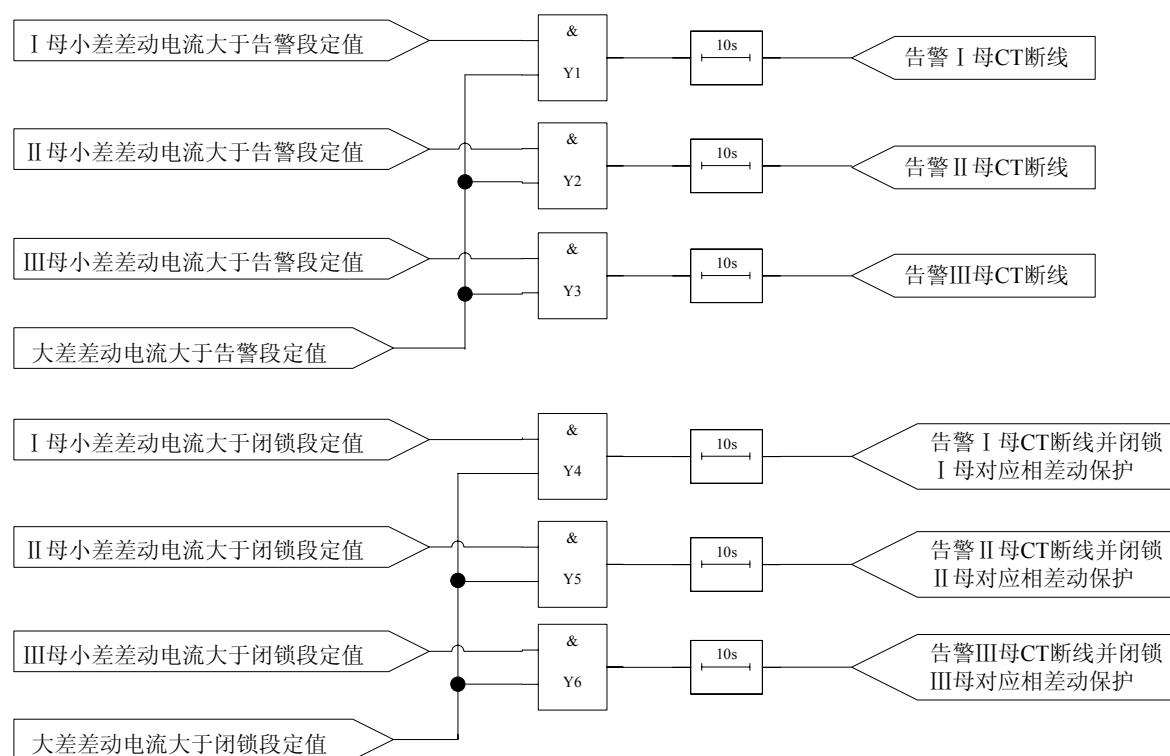 Ⅰ母小差差动电流大于告警段定值
&
Y1
10s
告警Ⅰ母CT断线
Ⅱ母小差差动电流大于告警段定值
&
Y2
10s
告警Ⅱ母CT断线
Ⅲ母小差差动电流大于告警段定值
&
Y3
10s
告警Ⅲ母CT断线
大差差动电流大于告警段定值
Ⅰ母小差差动电流大于闭锁段定值
&
Y4
10s
告警Ⅰ母CT断线并闭锁
Ⅰ母对应相差动保护
Ⅱ母小差差动电流大于闭锁段定值
&
Y5
10s
告警Ⅱ母CT断线并闭锁
Ⅱ母对应相差动保护
Ⅲ母小差差动电流大于闭锁段定值
&
Y6
10s
告警Ⅲ母CT断线并闭锁
Ⅲ母对应相差动保护
大差差动电流大于闭锁段定值